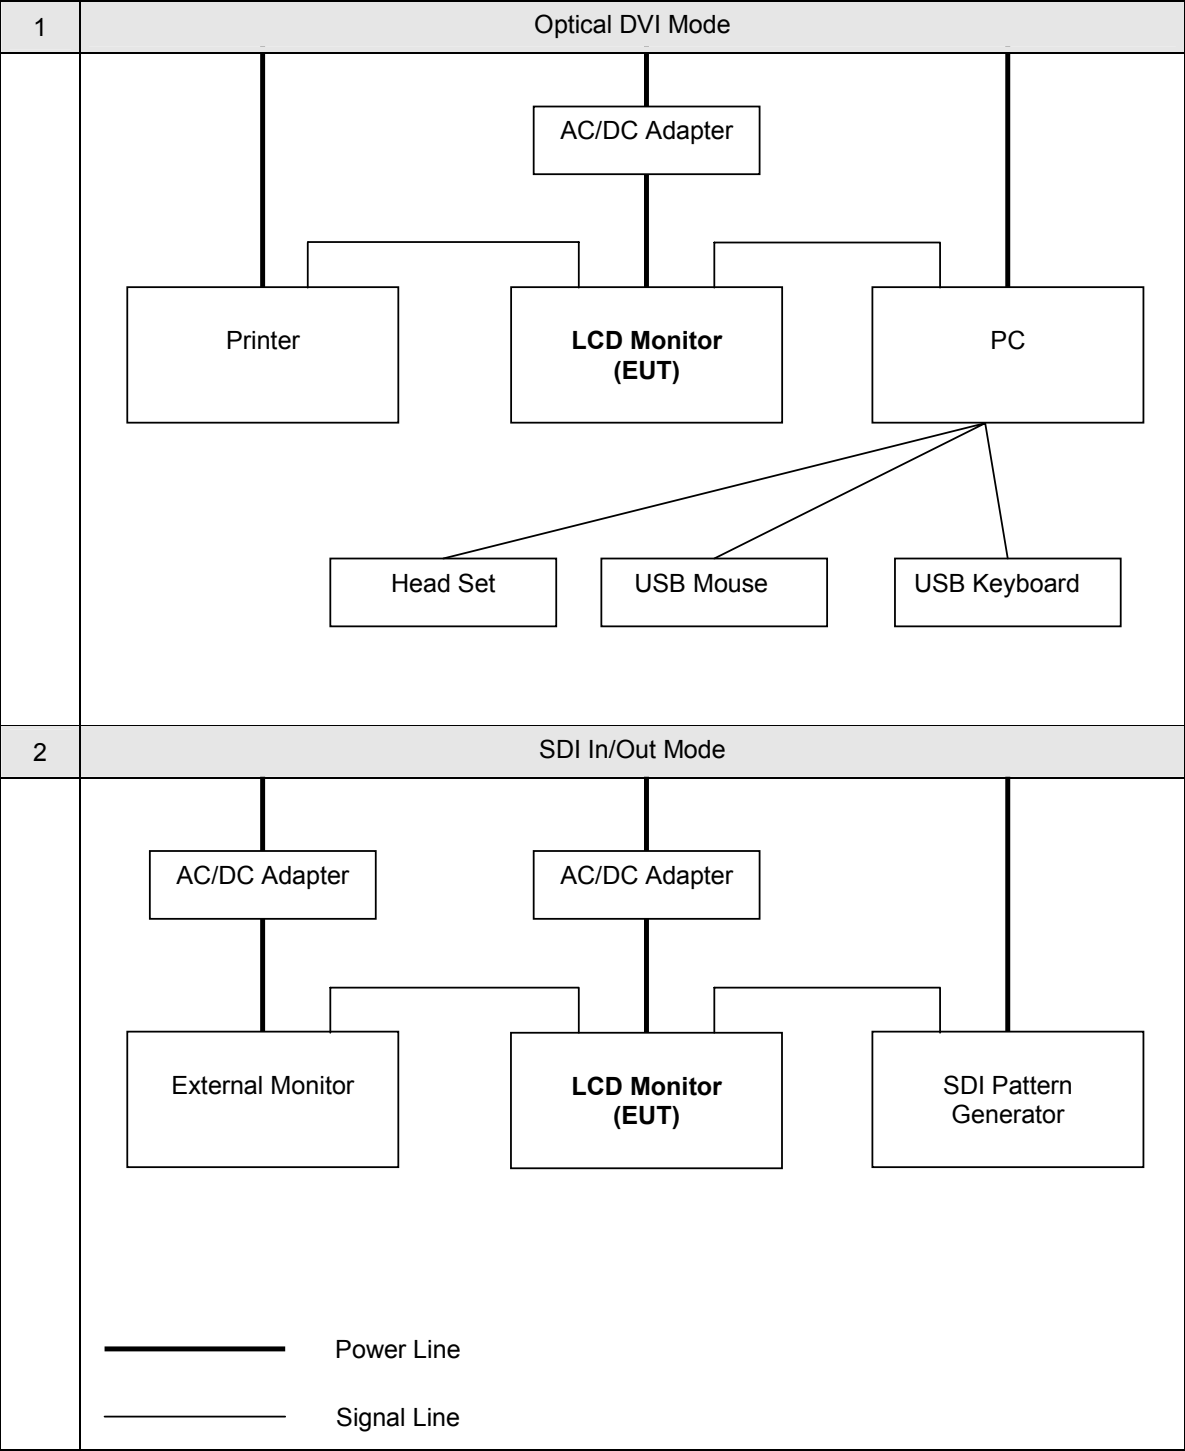 1
Optical DVI Mode
AC/DC Adapter
Printer
LCD Monitor
(EUT)
PC
Head Set
USB Mouse
USB Keyboard
2
SDI In/Out Mode
AC/DC Adapter
AC/DC Adapter
External Monitor
LCD Monitor
(EUT)
SDI Pattern
Generator
Power Line
Signal Line